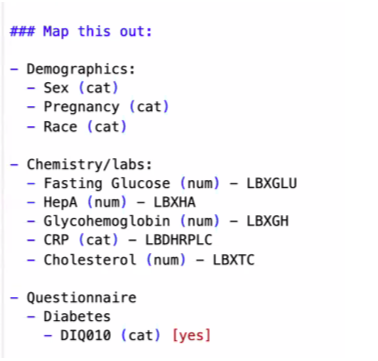 ### Map this out:
- Demographics:
- Sex (cat)
- Pregnancy (cat)
- Race (cat)
- Chemistry/labs:
- Fasting Glucose (num) - LBXGLU
- HepA (num) - LBXHA
- Glycohemoglobin (num) - LBXGH
- CRP (cat) - LBDHRPLC
- Cholesterol (num) - LBXTC
- Questionnaire
- Diabetes
- DIQ010 (cat) [yes]